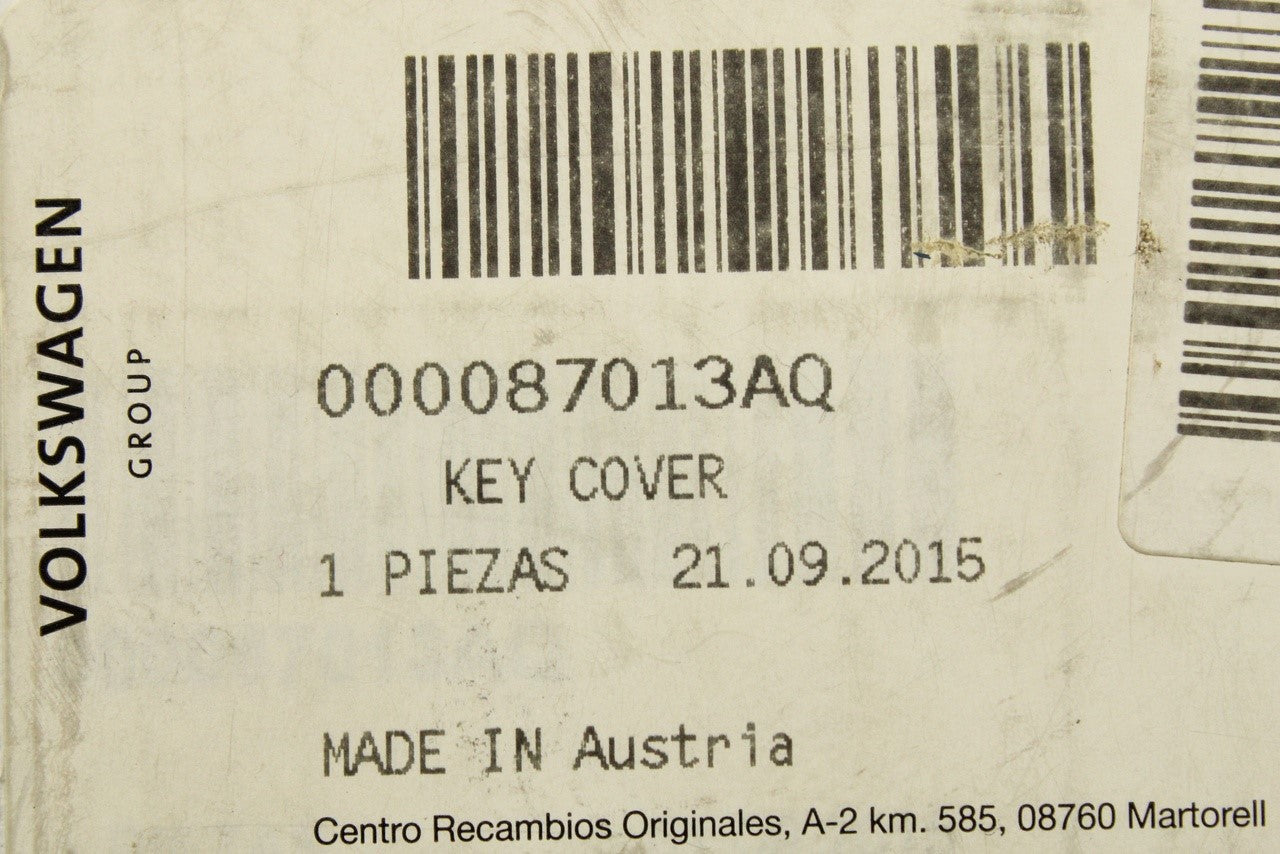 VOLKSWAGEN
GROUP
000087013AQ
KEY COVER
1 PIEZAS 21.09.2015
MADE IN Austria
Centro Recambios Originales, A-2 km. 585, 08760 Martorell